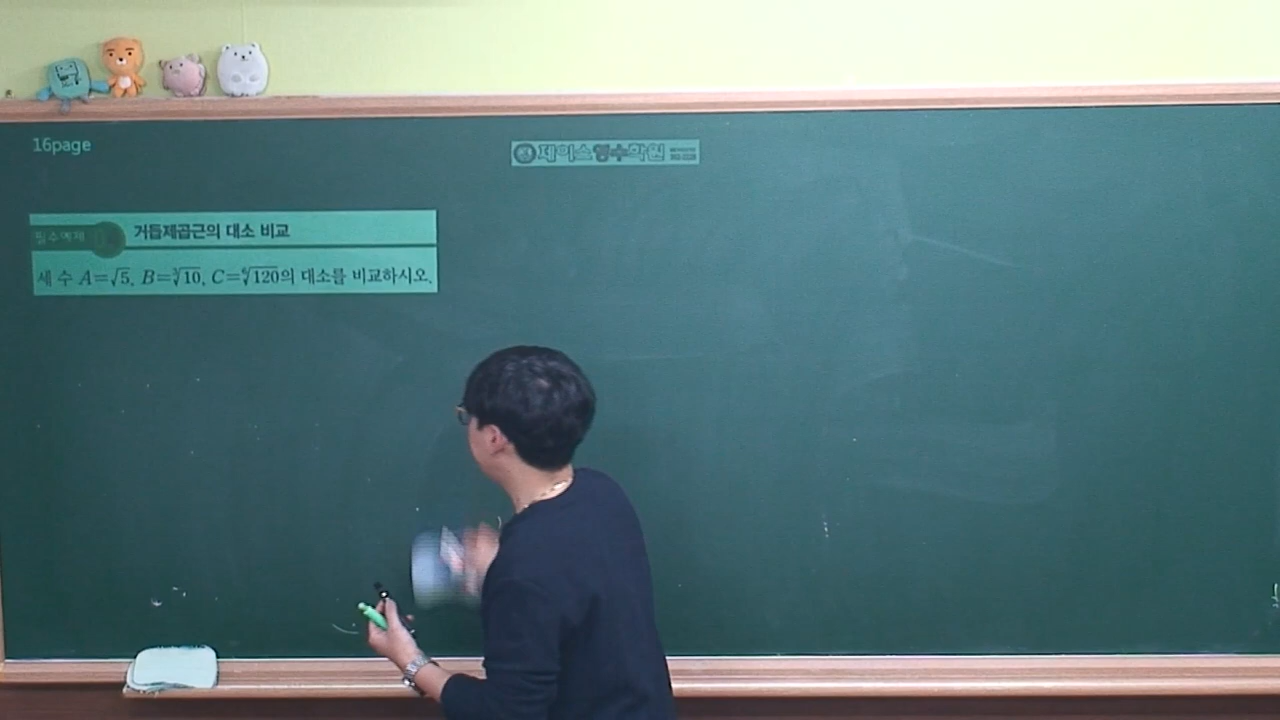 16page
제이스영수학원
필수예제
거듭제곱근의 대소 비교
세 수 A=√5, B=∛10, C=⁶√120의 대소를 비교하시오.